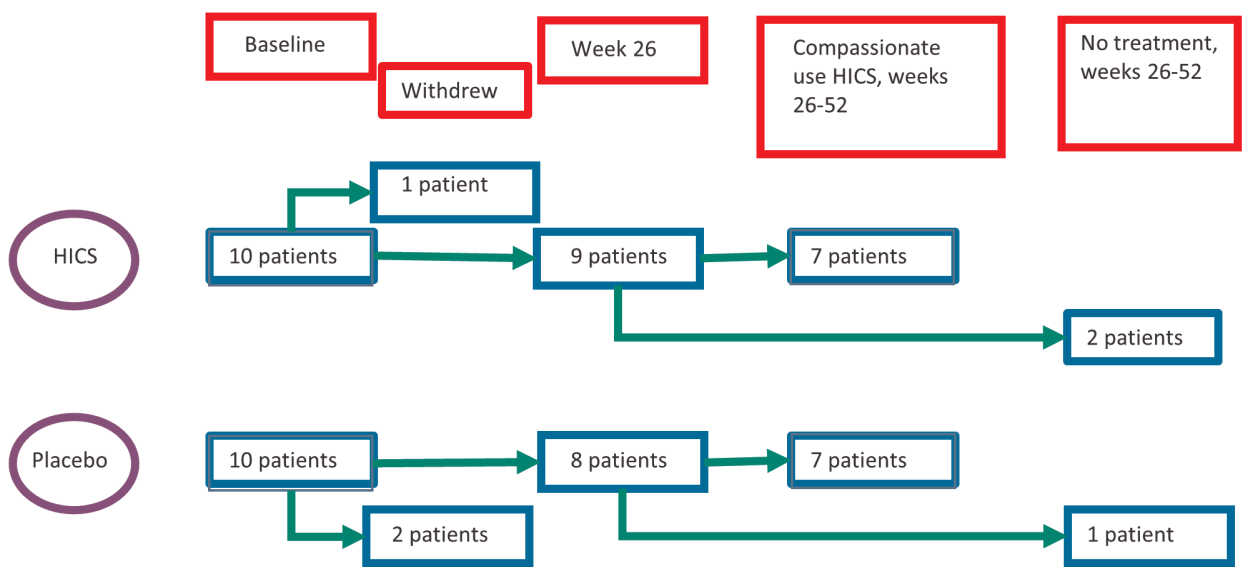 Baseline
Withdrew
Week 26
Compassionate
use HICS, weeks
26-52
No treatment,
weeks 26-52
HICS
1 patient
10 patients
9 patients
7 patients
2 patients
Placebo
10 patients
8 patients
7 patients
2 patients
1 patient